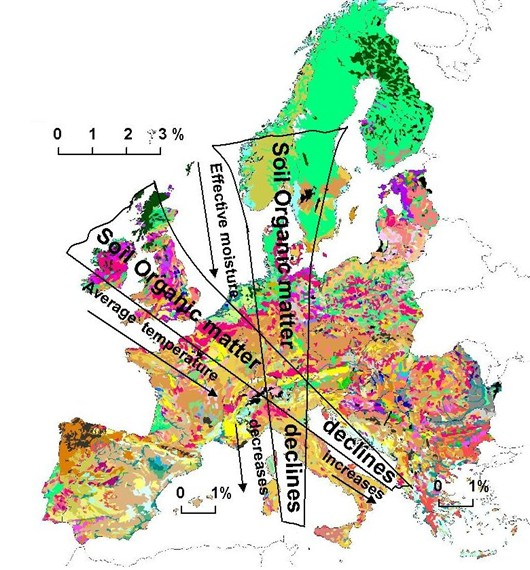 0 1 2 3 %
Effective moisture
decreases
Soil Organic matter
declines
Soil Organic matter
declines
Average temperature
Increases
0 1%
0 1%